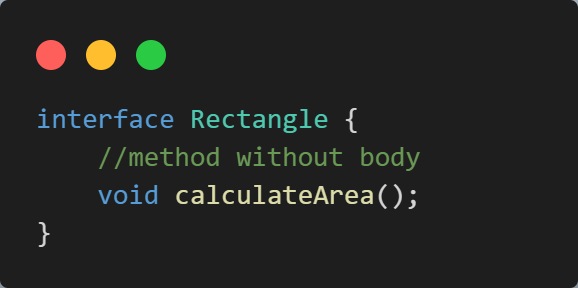 interface Rectangle {
    //method without body
    void calculateArea();
}